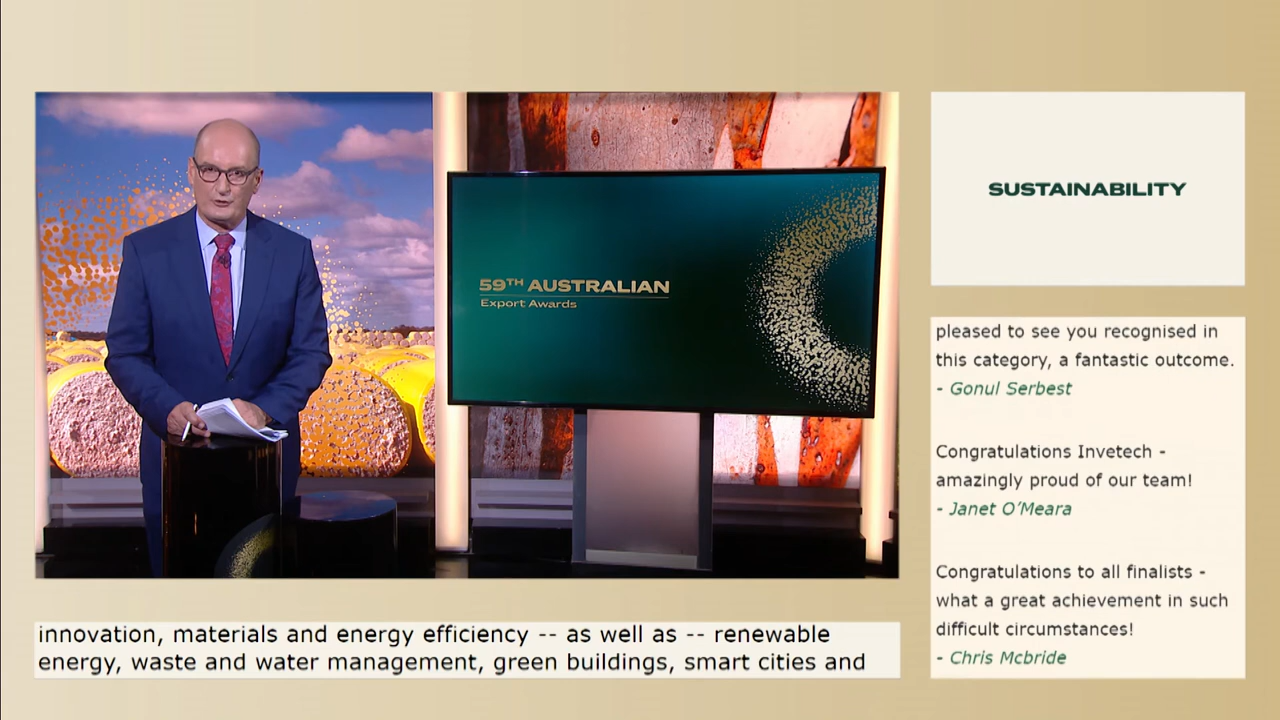 59TH AUSTRALIAN
Export Awards
SUSTAINABILITY
pleased to see you recognised in
this category, a fantastic outcome.
- Gonul Serbest
Congratulations Invetech -
amazingly proud of our team!
- Janet O’Meara
Congratulations to all finalists -
what a great achievement in such
difficult circumstances!
- Chris Mcbride
innovation, materials and energy efficiency -- as well as -- renewable
energy, waste and water management, green buildings, smart cities and